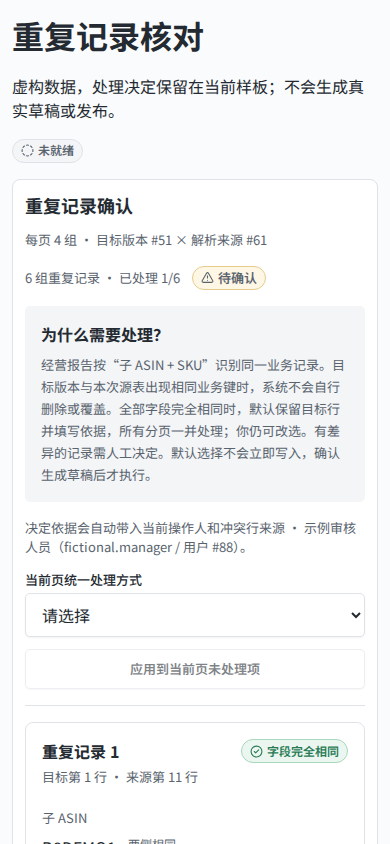 重复记录核对
虚构数据，处理决定保留在当前样板；不会生成真
实草稿或发布。
未就绪
重复记录确认
每页 4 组 · 目标版本 #51 × 解析来源 #61
6 组重复记录 · 已处理 1/6 待确认
为什么需要处理？
经营报告按“子 ASIN + SKU”识别同一业务记录。目
标版本与本次源表出现相同业务键时，系统不会自行
删除或覆盖。全部字段完全相同时，默认保留目标行
并填写依据，所有分页一并处理；你仍可改选。有差
异的记录需人工决定。默认选择不会立即写入，确认
生成草稿后才执行。
决定依据会自动带入当前操作人和冲突行来源 · 示例审核
人员（fictional.manager / 用户 #88）。
当前页统一处理方式
请选择
应用到当前页未处理项
重复记录 1 字段完全相同
目标第 1 行 · 来源第 11 行
子 ASIN